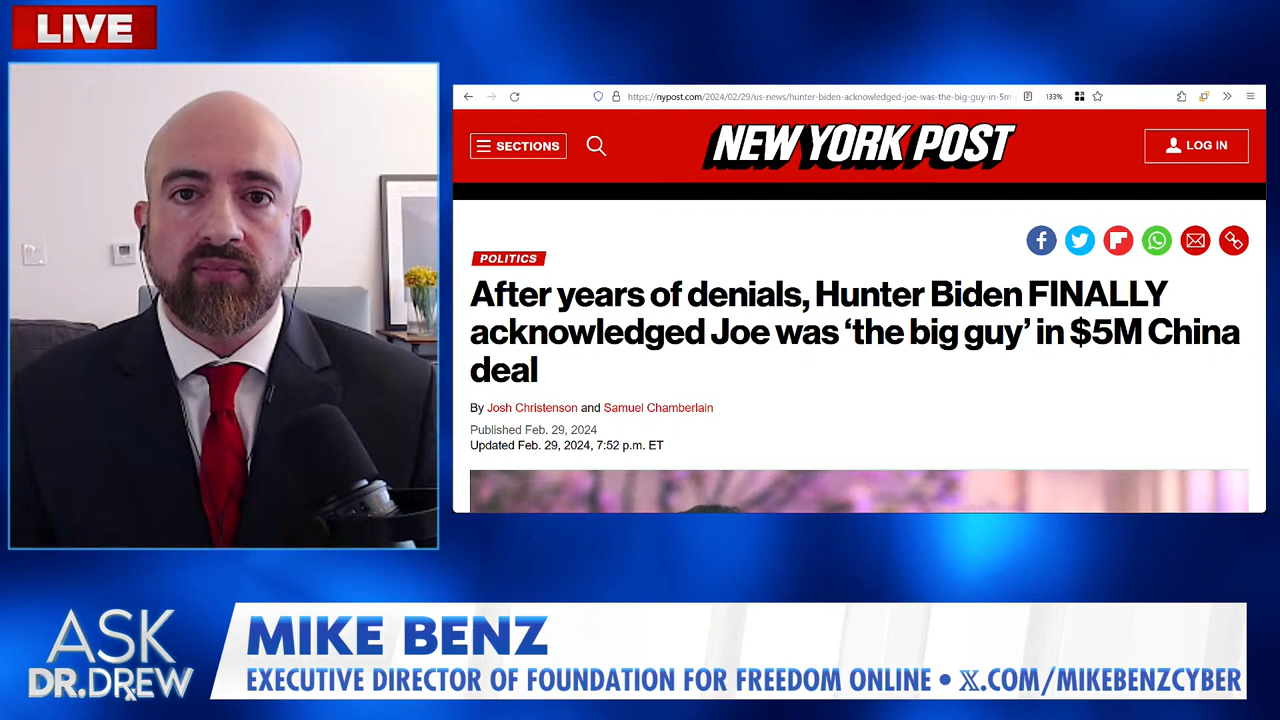 LIVE
https://nypost.com/2024/02/29/us-news/hunter-biden-acknowledged-joe-was-the-big-guy-in-5m
133%
SECTIONS
NEW YORK POST
LOG IN
POLITICS
After years of denials, Hunter Biden FINALLY
acknowledged Joe was ‘the big guy’ in $5M China
deal
By Josh Christenson and Samuel Chamberlain
Published Feb. 29, 2024
Updated Feb. 29, 2024, 7:52 p.m. ET
ASK
DR. DREW
MIKE BENZ
EXECUTIVE DIRECTOR OF FOUNDATION FOR FREEDOM ONLINE • X.COM/MIKEBENZCYBER